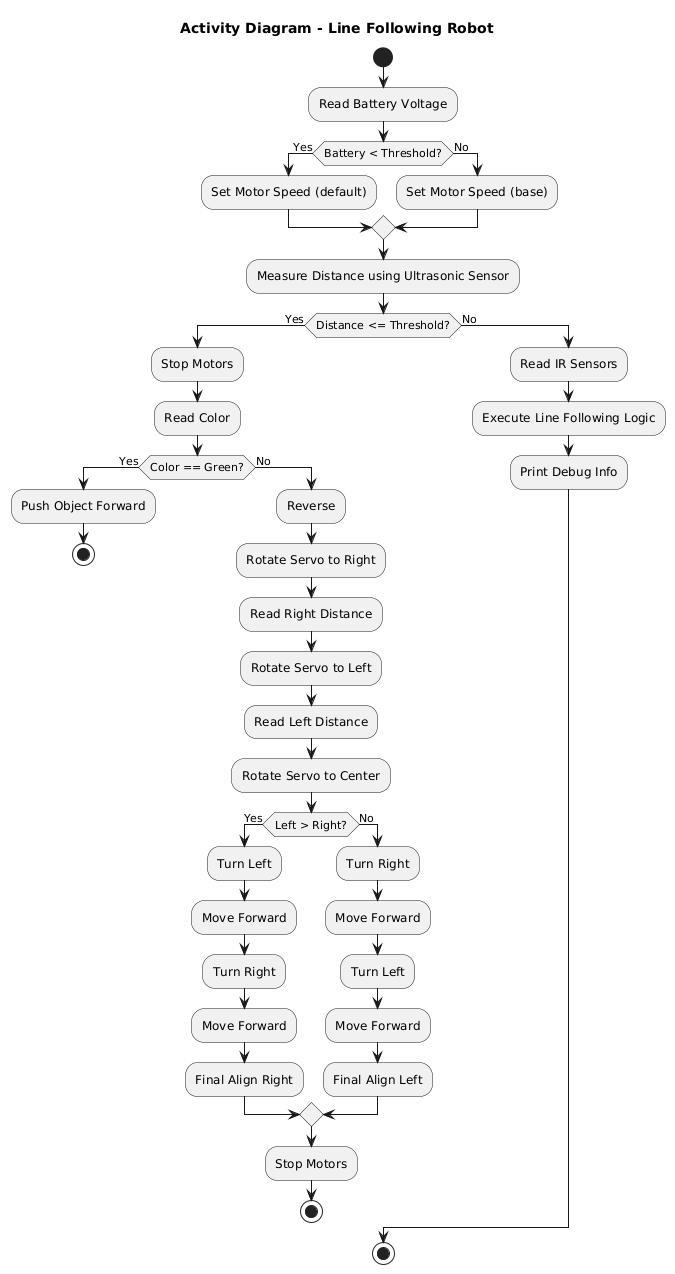 Activity Diagram - Line Following Robot
Read Battery Voltage
Yes
Battery < Threshold?
No
Set Motor Speed (default)
Set Motor Speed (base)
Measure Distance using Ultrasonic Sensor
Yes
Distance <= Threshold?
No
Stop Motors
Read IR Sensors
Read Color
Execute Line Following Logic
Yes
Color == Green?
No
Print Debug Info
Push Object Forward
Reverse
Rotate Servo to Right
Read Right Distance
Rotate Servo to Left
Read Left Distance
Rotate Servo to Center
Yes
Left > Right?
No
Turn Left
Turn Right
Move Forward
Move Forward
Turn Right
Turn Left
Move Forward
Move Forward
Final Align Right
Final Align Left
Stop Motors